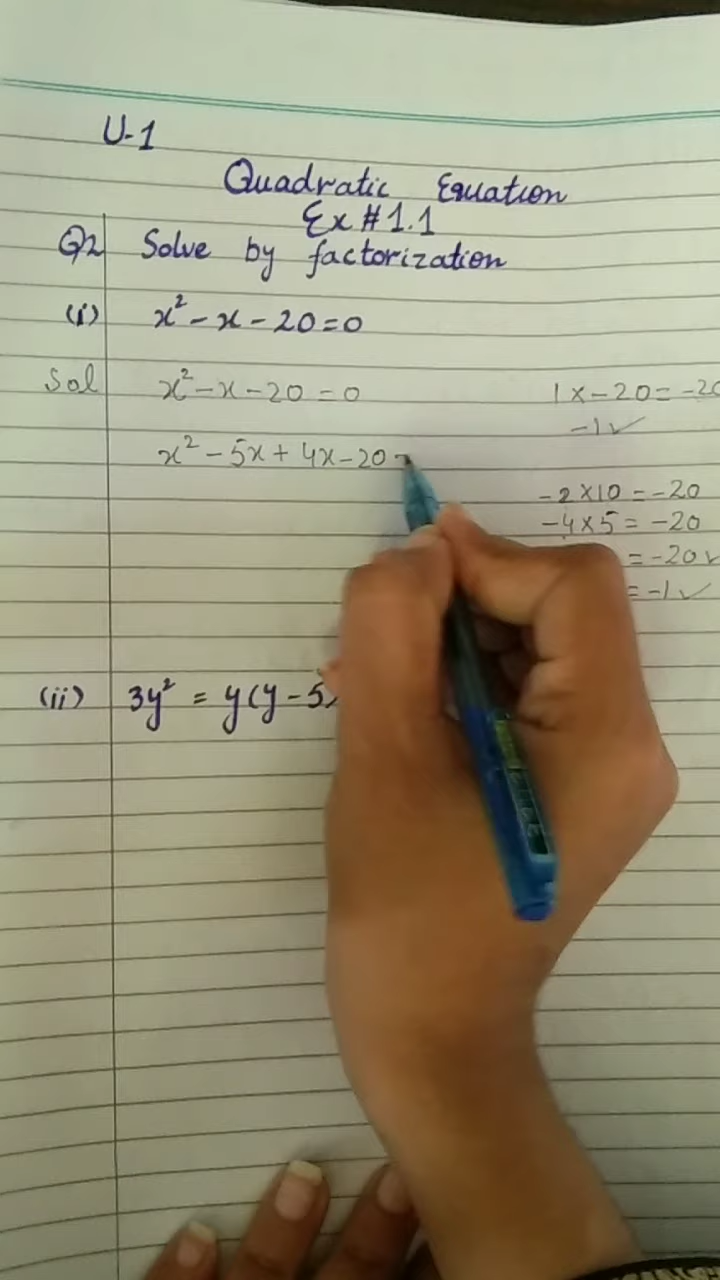 U-1
Quadratic Equation
Ex # 1.1
Q2 Solve by factorization
(i) x² - x - 20 = 0
Sol x² - x - 20 = 0
1 x - 20 = -20
-1 ✓
x² - 5x + 4x - 20 =
-2 × 10 = -20
-4 × 5 = -20
= -20 ✓
= -1 ✓
(ii) 3y² = y(y - 5)